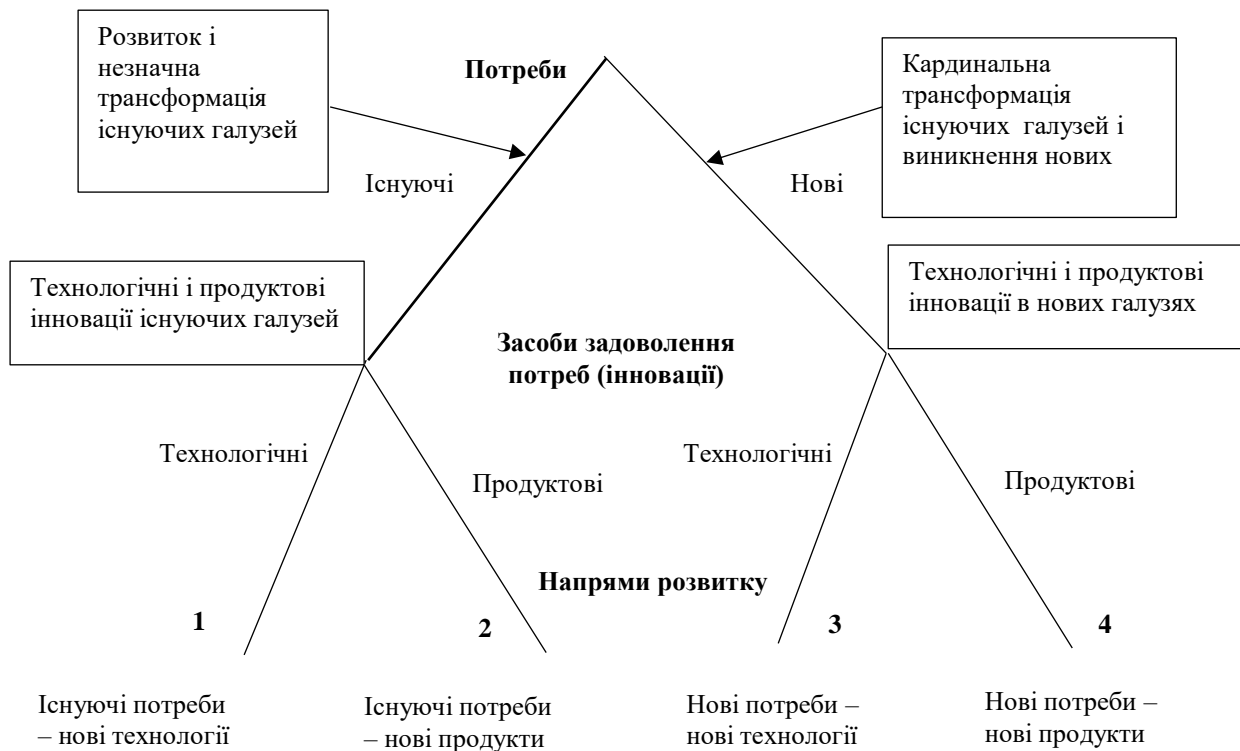 Розвиток і
незначна
трансформація
існуючих галузей
Потреби
Кардинальна
трансформація
існуючих галузей і
виникнення нових
Існуючі
Нові
Технологічні і продуктові
інновації існуючих галузей
Технологічні і продуктові
інновації в нових галузях
Засоби задоволення
потреб (інновації)
Технологічні
Продуктові
Технологічні
Продуктові
Напрями розвитку
1
2
3
4
Існуючі потреби
– нові технології
Існуючі потреби
– нові продукти
Нові потреби –
нові технології
Нові потреби –
нові продукти